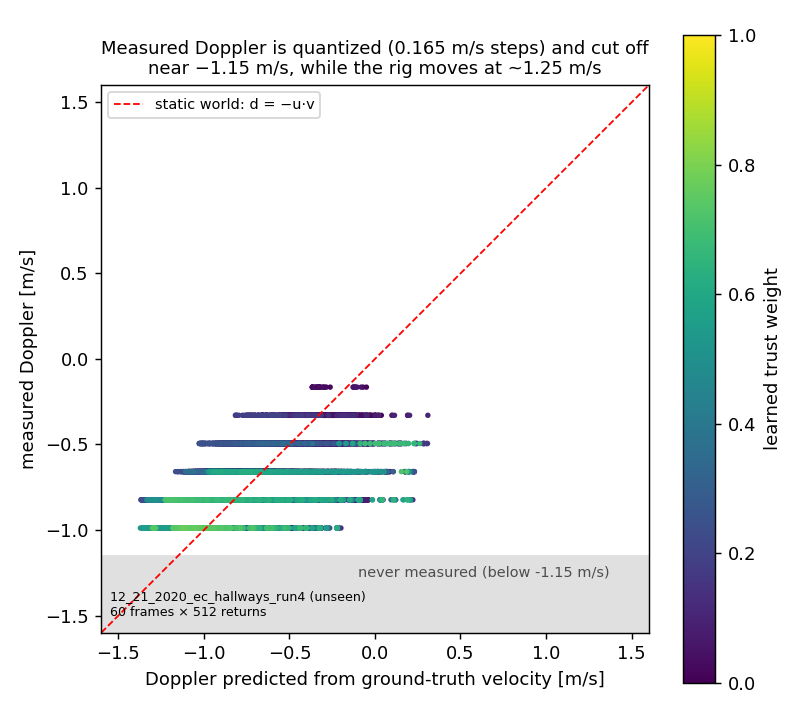 Measured Doppler is quantized (0.165 m/s steps) and cut off
near −1.15 m/s, while the rig moves at ~1.25 m/s
static world: d = −u·v
measured Doppler [m/s]
1.5
1.0
0.5
0.0
−0.5
−1.0
−1.5
never measured (below -1.15 m/s)
12_21_2020_ec_hallways_run4 (unseen)
60 frames × 512 returns
−1.5 −1.0 −0.5 0.0 0.5 1.0 1.5
Doppler predicted from ground-truth velocity [m/s]
1.0
0.8
0.6
0.4
0.2
0.0
learned trust weight